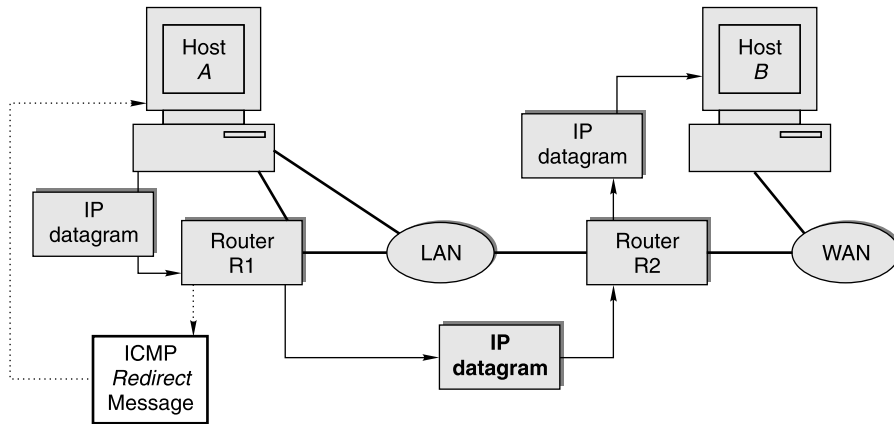 Host
A
Host
B
IP
datagram
IP
datagram
Router
R1
LAN
Router
R2
WAN
IP
datagram
ICMP
Redirect
Message